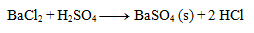 BaCl₂ + H₂SO₄ ⟶ BaSO₄ (s) + 2 HCl